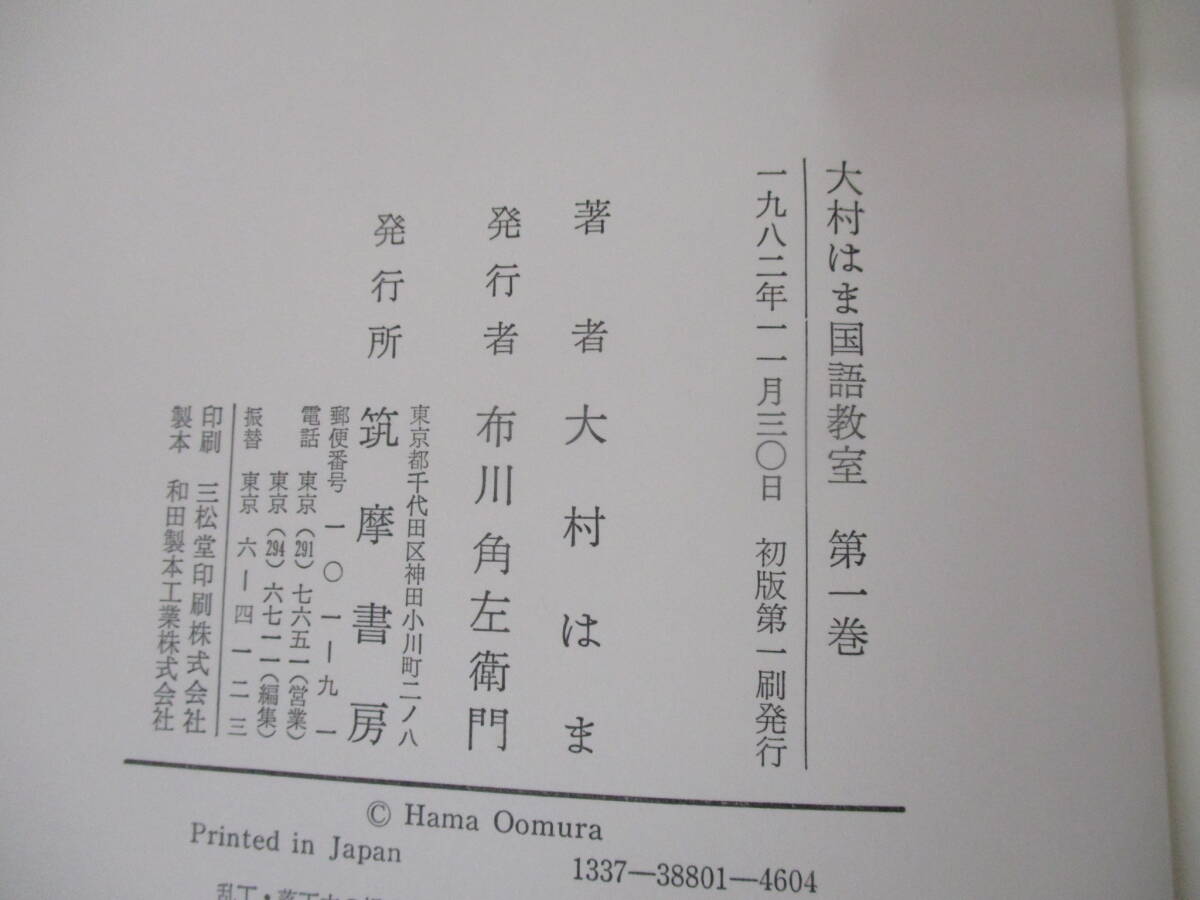 大村はま国語教室　第一巻
一九八二年一一月三〇日　初版第一刷発行
著者　大村はま
発行者　布川角左衛門
発行所　筑摩書房
東京都千代田区神田小川町二ノ八
郵便番号　一〇一―九一
電話　東京（291）七六五一（営業）
東京（294）六七一一（編集）
振替　東京　六―四一二三
印刷　三松堂印刷株式会社
製本　和田製本工業株式会社
© Hama Oomura
Printed in Japan
1337―38801―4604
乱丁・落丁本の